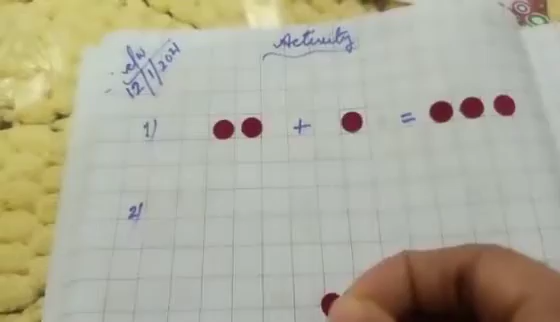 Activity
12/1/2021
1) + =
2)